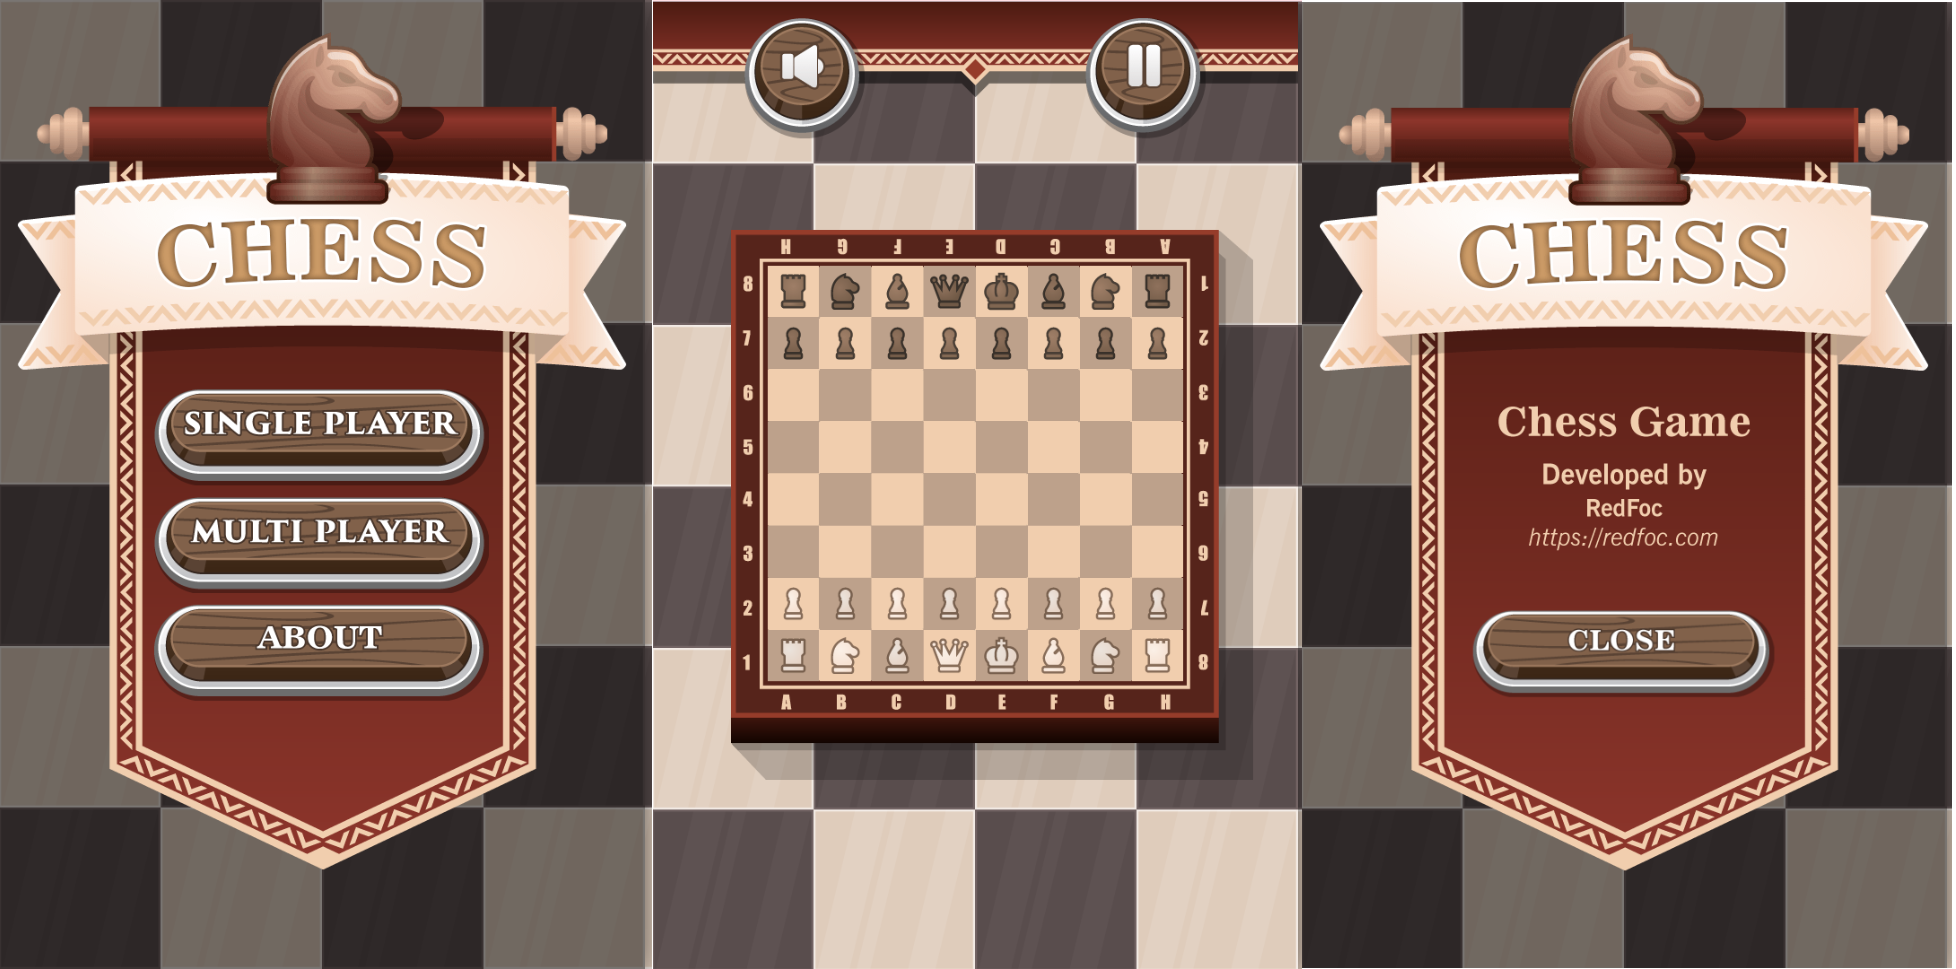 CHESS
SINGLE PLAYER
MULTI PLAYER
ABOUT
H G F E D C B A
8 1
7 2
6 3
5 4
4 5
3 6
2 7
1 8
A B C D E F G H
CHESS
Chess Game
Developed by
RedFoc
https://redfoc.com
CLOSE